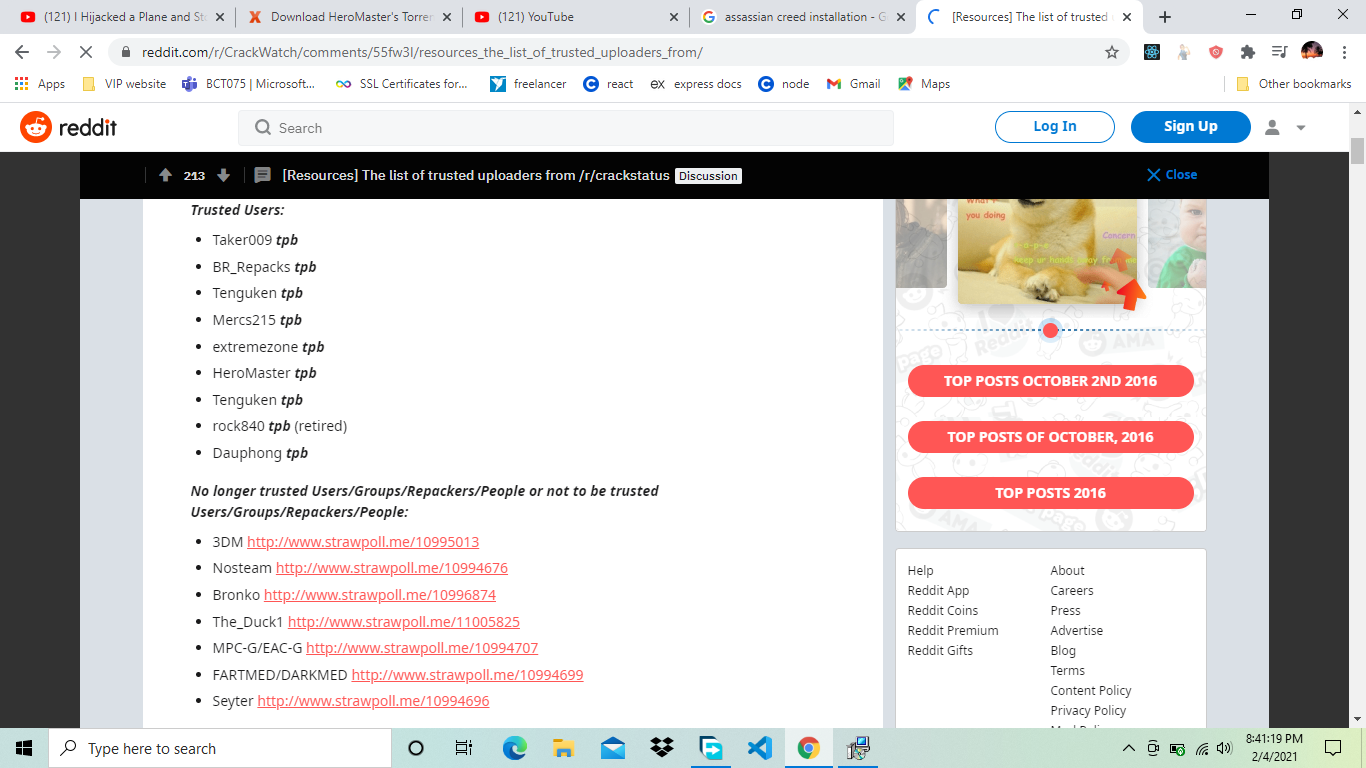 (121) I Hijacked a Plane and St
Download HeroMaster's Torren
(121) YouTube
assassian creed installation - G
[Resources] The list of trusted
reddit.com/r/CrackWatch/comments/55fw3l/resources_the_list_of_trusted_uploaders_from/
Apps
VIP website
BCT075 | Microsoft...
SSL Certificates for...
freelancer
react
ex express docs
node
Gmail
Maps
Other bookmarks
reddit
Search
Log In
Sign Up
213
[Resources] The list of trusted uploaders from /r/crackstatus Discussion
Close
Trusted Users:
Taker009 tpb
BR_Repacks tpb
Tenguken tpb
Mercs215 tpb
extremezone tpb
HeroMaster tpb
Tenguken tpb
rock840 tpb (retired)
Dauphong tpb
No longer trusted Users/Groups/Repackers/People or not to be trusted
Users/Groups/Repackers/People:
3DM http://www.strawpoll.me/10995013
Nosteam http://www.strawpoll.me/10994676
Bronko http://www.strawpoll.me/10996874
The_Duck1 http://www.strawpoll.me/11005825
MPC-G/EAC-G http://www.strawpoll.me/10994707
FARTMED/DARKMED http://www.strawpoll.me/10994699
Seyter http://www.strawpoll.me/10994696
you doing
Concern
keep ur hands away from me
TOP POSTS OCTOBER 2ND 2016
TOP POSTS OF OCTOBER, 2016
TOP POSTS 2016
Help
Reddit App
Reddit Coins
Reddit Premium
Reddit Gifts
About
Careers
Press
Advertise
Blog
Terms
Content Policy
Privacy Policy
Type here to search
8:41:19 PM
2/4/2021